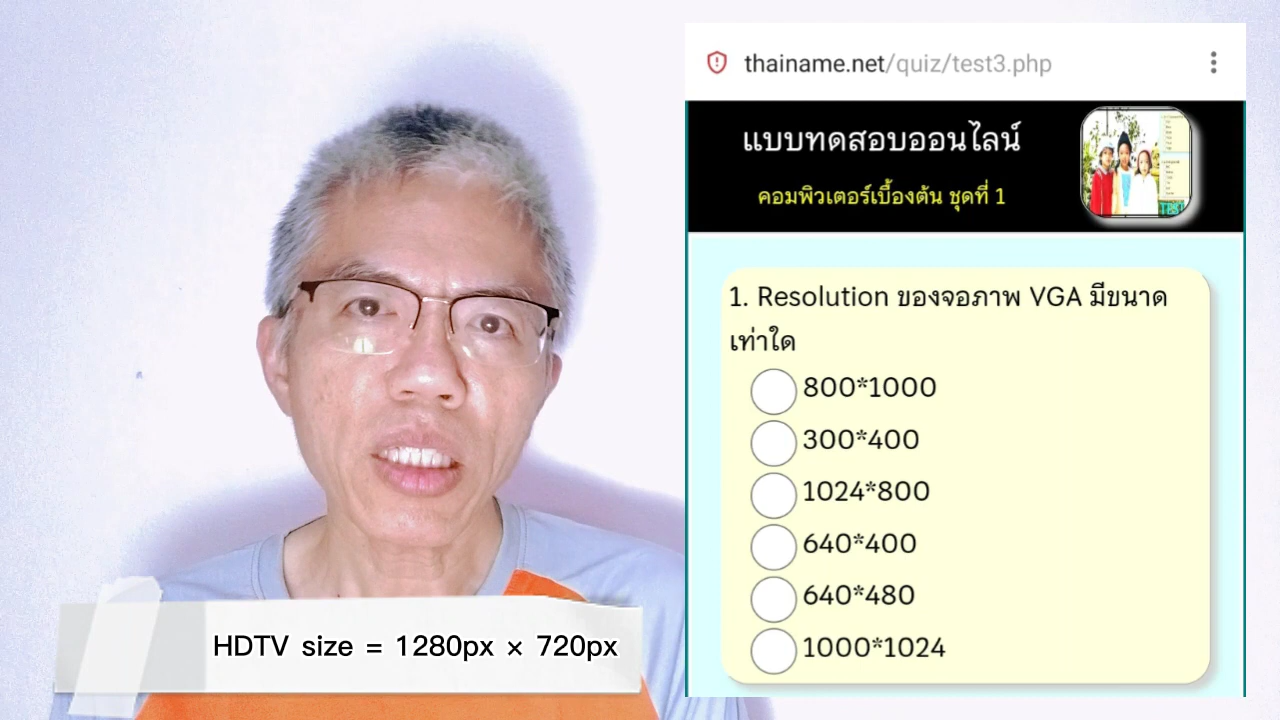 thainame.net/quiz/test3.php
แบบทดสอบออนไลน์
คอมพิวเตอร์เบื้องต้น ชุดที่ 1
1. Resolution ของจอภาพ VGA มีขนาด
เท่าใด
800*1000
300*400
1024*800
640*400
640*480
1000*1024
HDTV size = 1280px × 720px